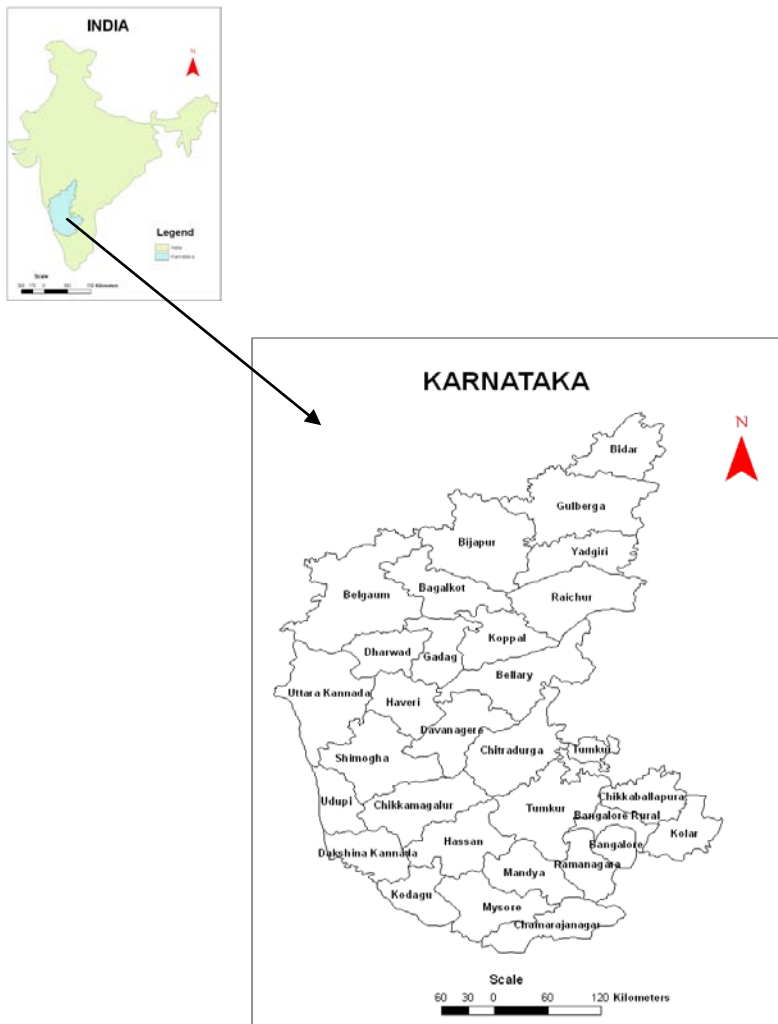 INDIA
N
Legend
India
Karnataka
Scale
Kilometers
KARNATAKA
N
Bidar
Gulberga
Bijapur
Yadgiri
Belgaum
Bagalkot
Raichur
Koppal
Dharwad
Gadag
Bellary
Uttara Kannada
Haveri
Davanagere
Chitradurga
Tumkur
Shimogha
Udupi
Chikkamagalur
Tumkur
Chikkaballapura
Bangalore Rural
Kolar
Hassan
Bangalore
Dakshina Kannada
Ramanagara
Mandya
Kodagu
Mysore
Chamarajanagar
Scale
60 30 0 60 120 Kilometers